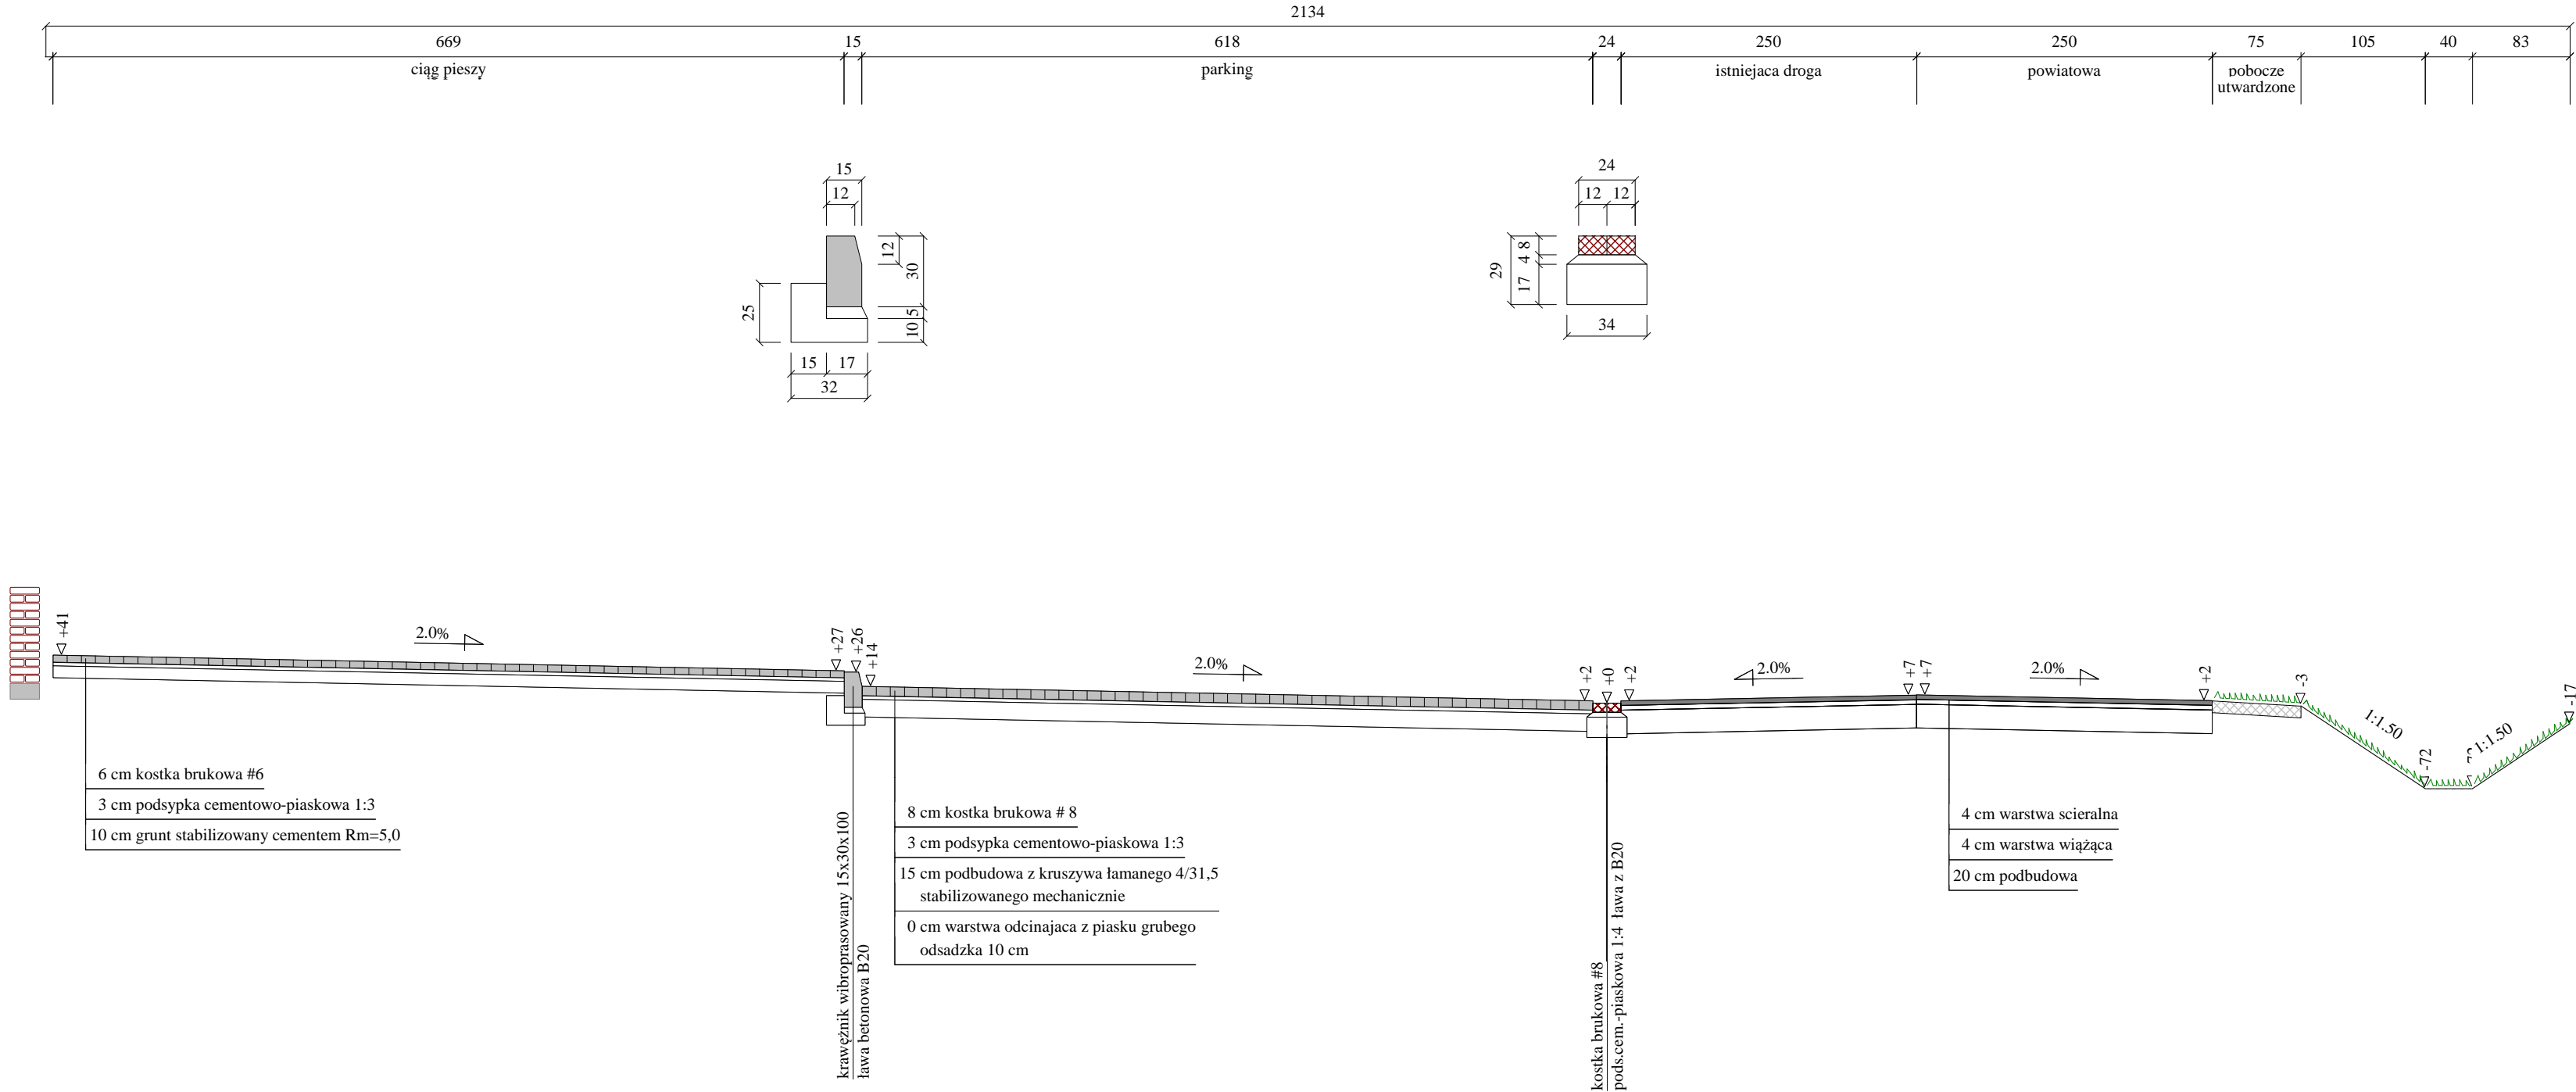 2134
669 15 618 24 250 250 75 105 40 83
ciąg pieszy parking istniejaca droga powiatowa pobocze
utwardzone
15
12
12
30
5
10
25
15 17
32
24
12 12
8
4
17
29
34
+41
2.0%
+27
+26
+14
2.0%
+2
+0
+2
2.0%
+7
+7
2.0%
+2
-3
1:1.50
-72
1:1.50
-17
6 cm kostka brukowa #6
3 cm podsypka cementowo-piaskowa 1:3
10 cm grunt stabilizowany cementem Rm=5,0
krawężnik wibroprasowany 15x30x100
ława betonowa B20
8 cm kostka brukowa # 8
3 cm podsypka cementowo-piaskowa 1:3
15 cm podbudowa z kruszywa łamanego 4/31,5
stabilizowanego mechanicznie
0 cm warstwa odcinajaca z piasku grubego
odsadzka 10 cm
kostka brukowa #8
pods.cem.-piaskowa 1:4 ława z B20
4 cm warstwa scieralna
4 cm warstwa wiążąca
20 cm podbudowa